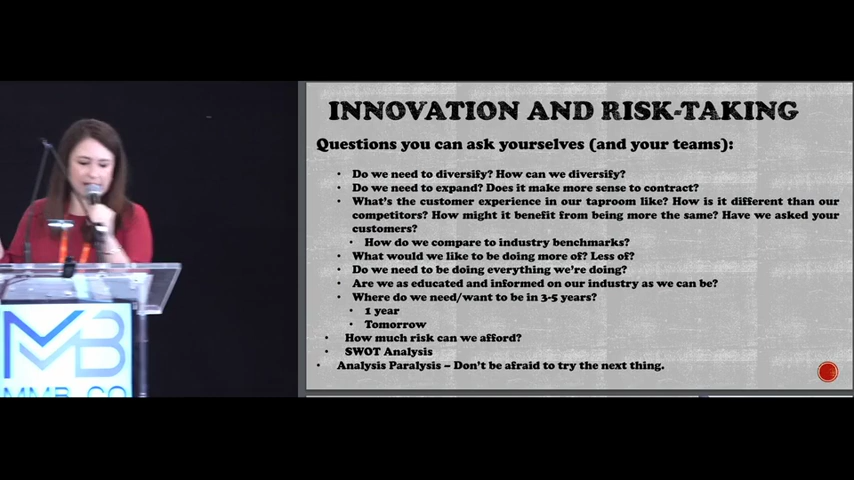 INNOVATION AND RISK-TAKING
Questions you can ask yourselves (and your teams):
• Do we need to diversify? How can we diversify?
• Do we need to expand? Does it make more sense to contract?
• What's the customer experience in our taproom like? How is it different than our
competitors? How might it benefit from being more the same? Have we asked your
customers?
• How do we compare to industry benchmarks?
• What would we like to be doing more of? Less of?
• Do we need to be doing everything we're doing?
• Are we as educated and informed on our industry as we can be?
• Where do we need/want to be in 3-5 years?
• 1 year
• Tomorrow
• How much risk can we afford?
• SWOT Analysis
• Analysis Paralysis – Don't be afraid to try the next thing.
MB
MMB CO